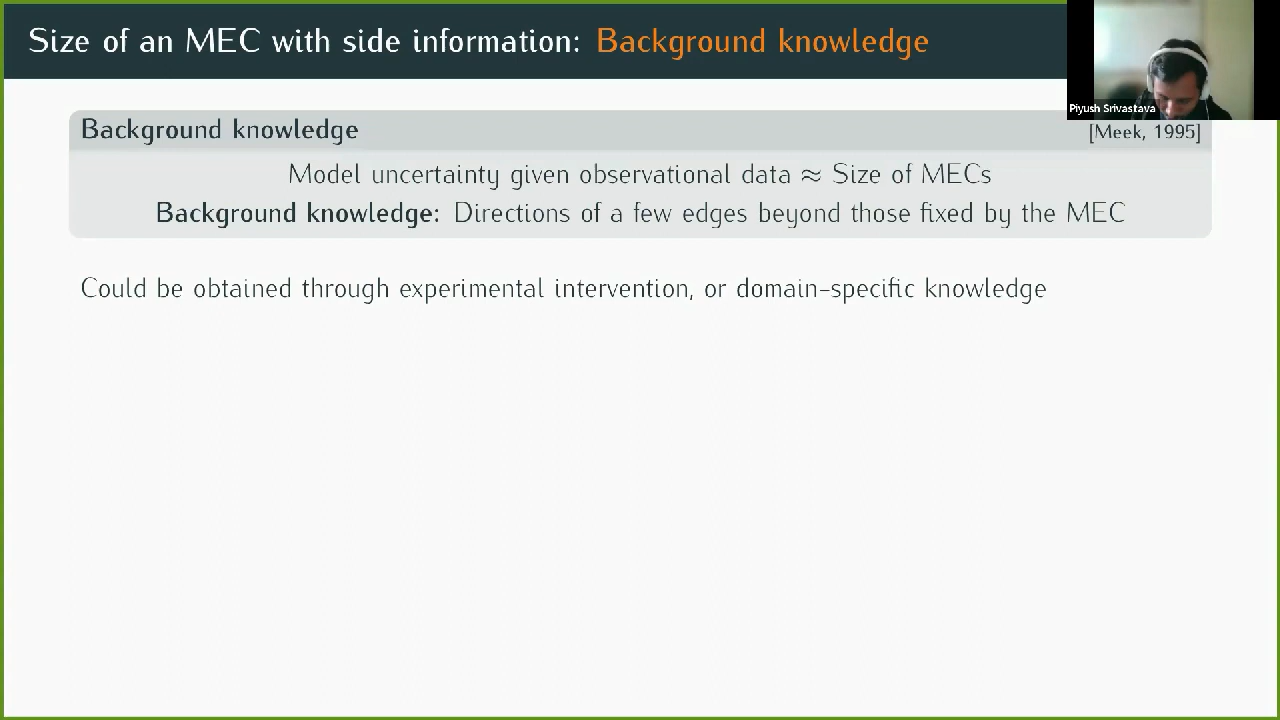 Size of an MEC with side information: Background knowledge
Piyush Srivastava
Background knowledge [Meek, 1995]
Model uncertainty given observational data ≈ Size of MECs
Background knowledge: Directions of a few edges beyond those fixed by the MEC
Could be obtained through experimental intervention, or domain-specific knowledge